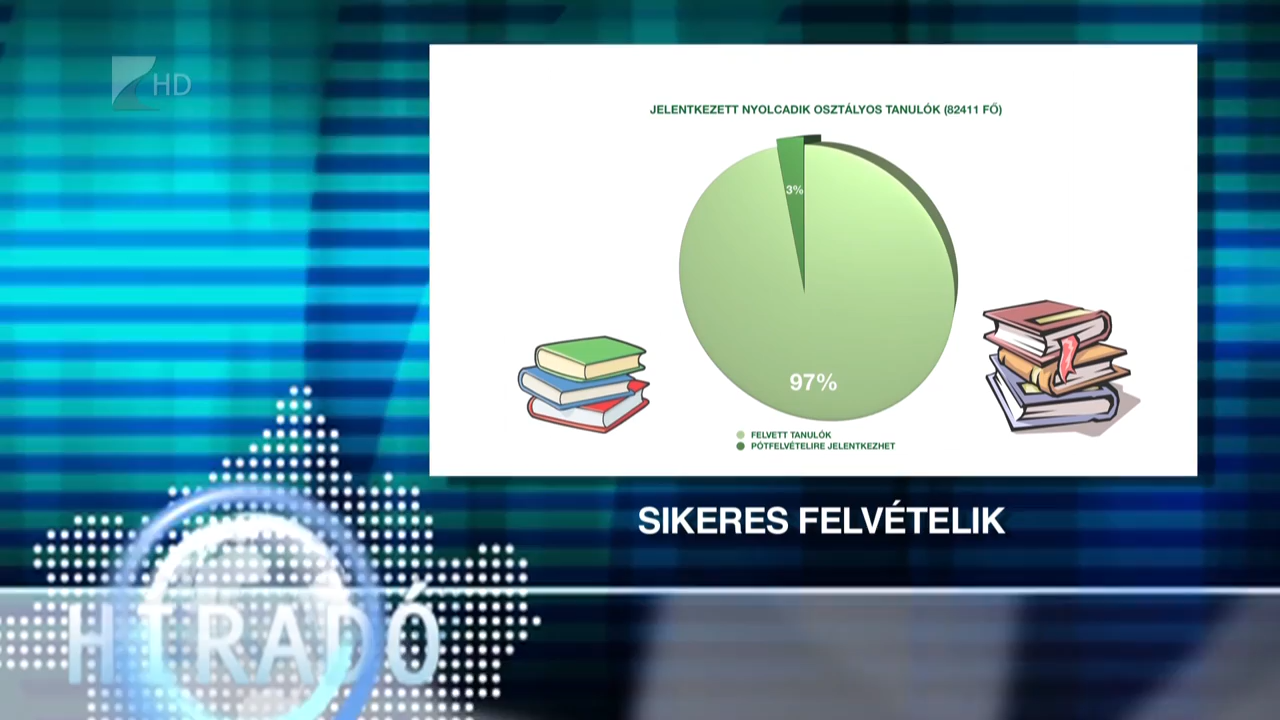 HD
JELENTKEZETT NYOLCADIK OSZTÁLYOS TANULÓK (82411 FŐ)
3%
97%
FELVETT TANULÓK
PÓTFELVÉTELIRE JELENTKEZHET
SIKERES FELVÉTELIK
HÍRADÓ